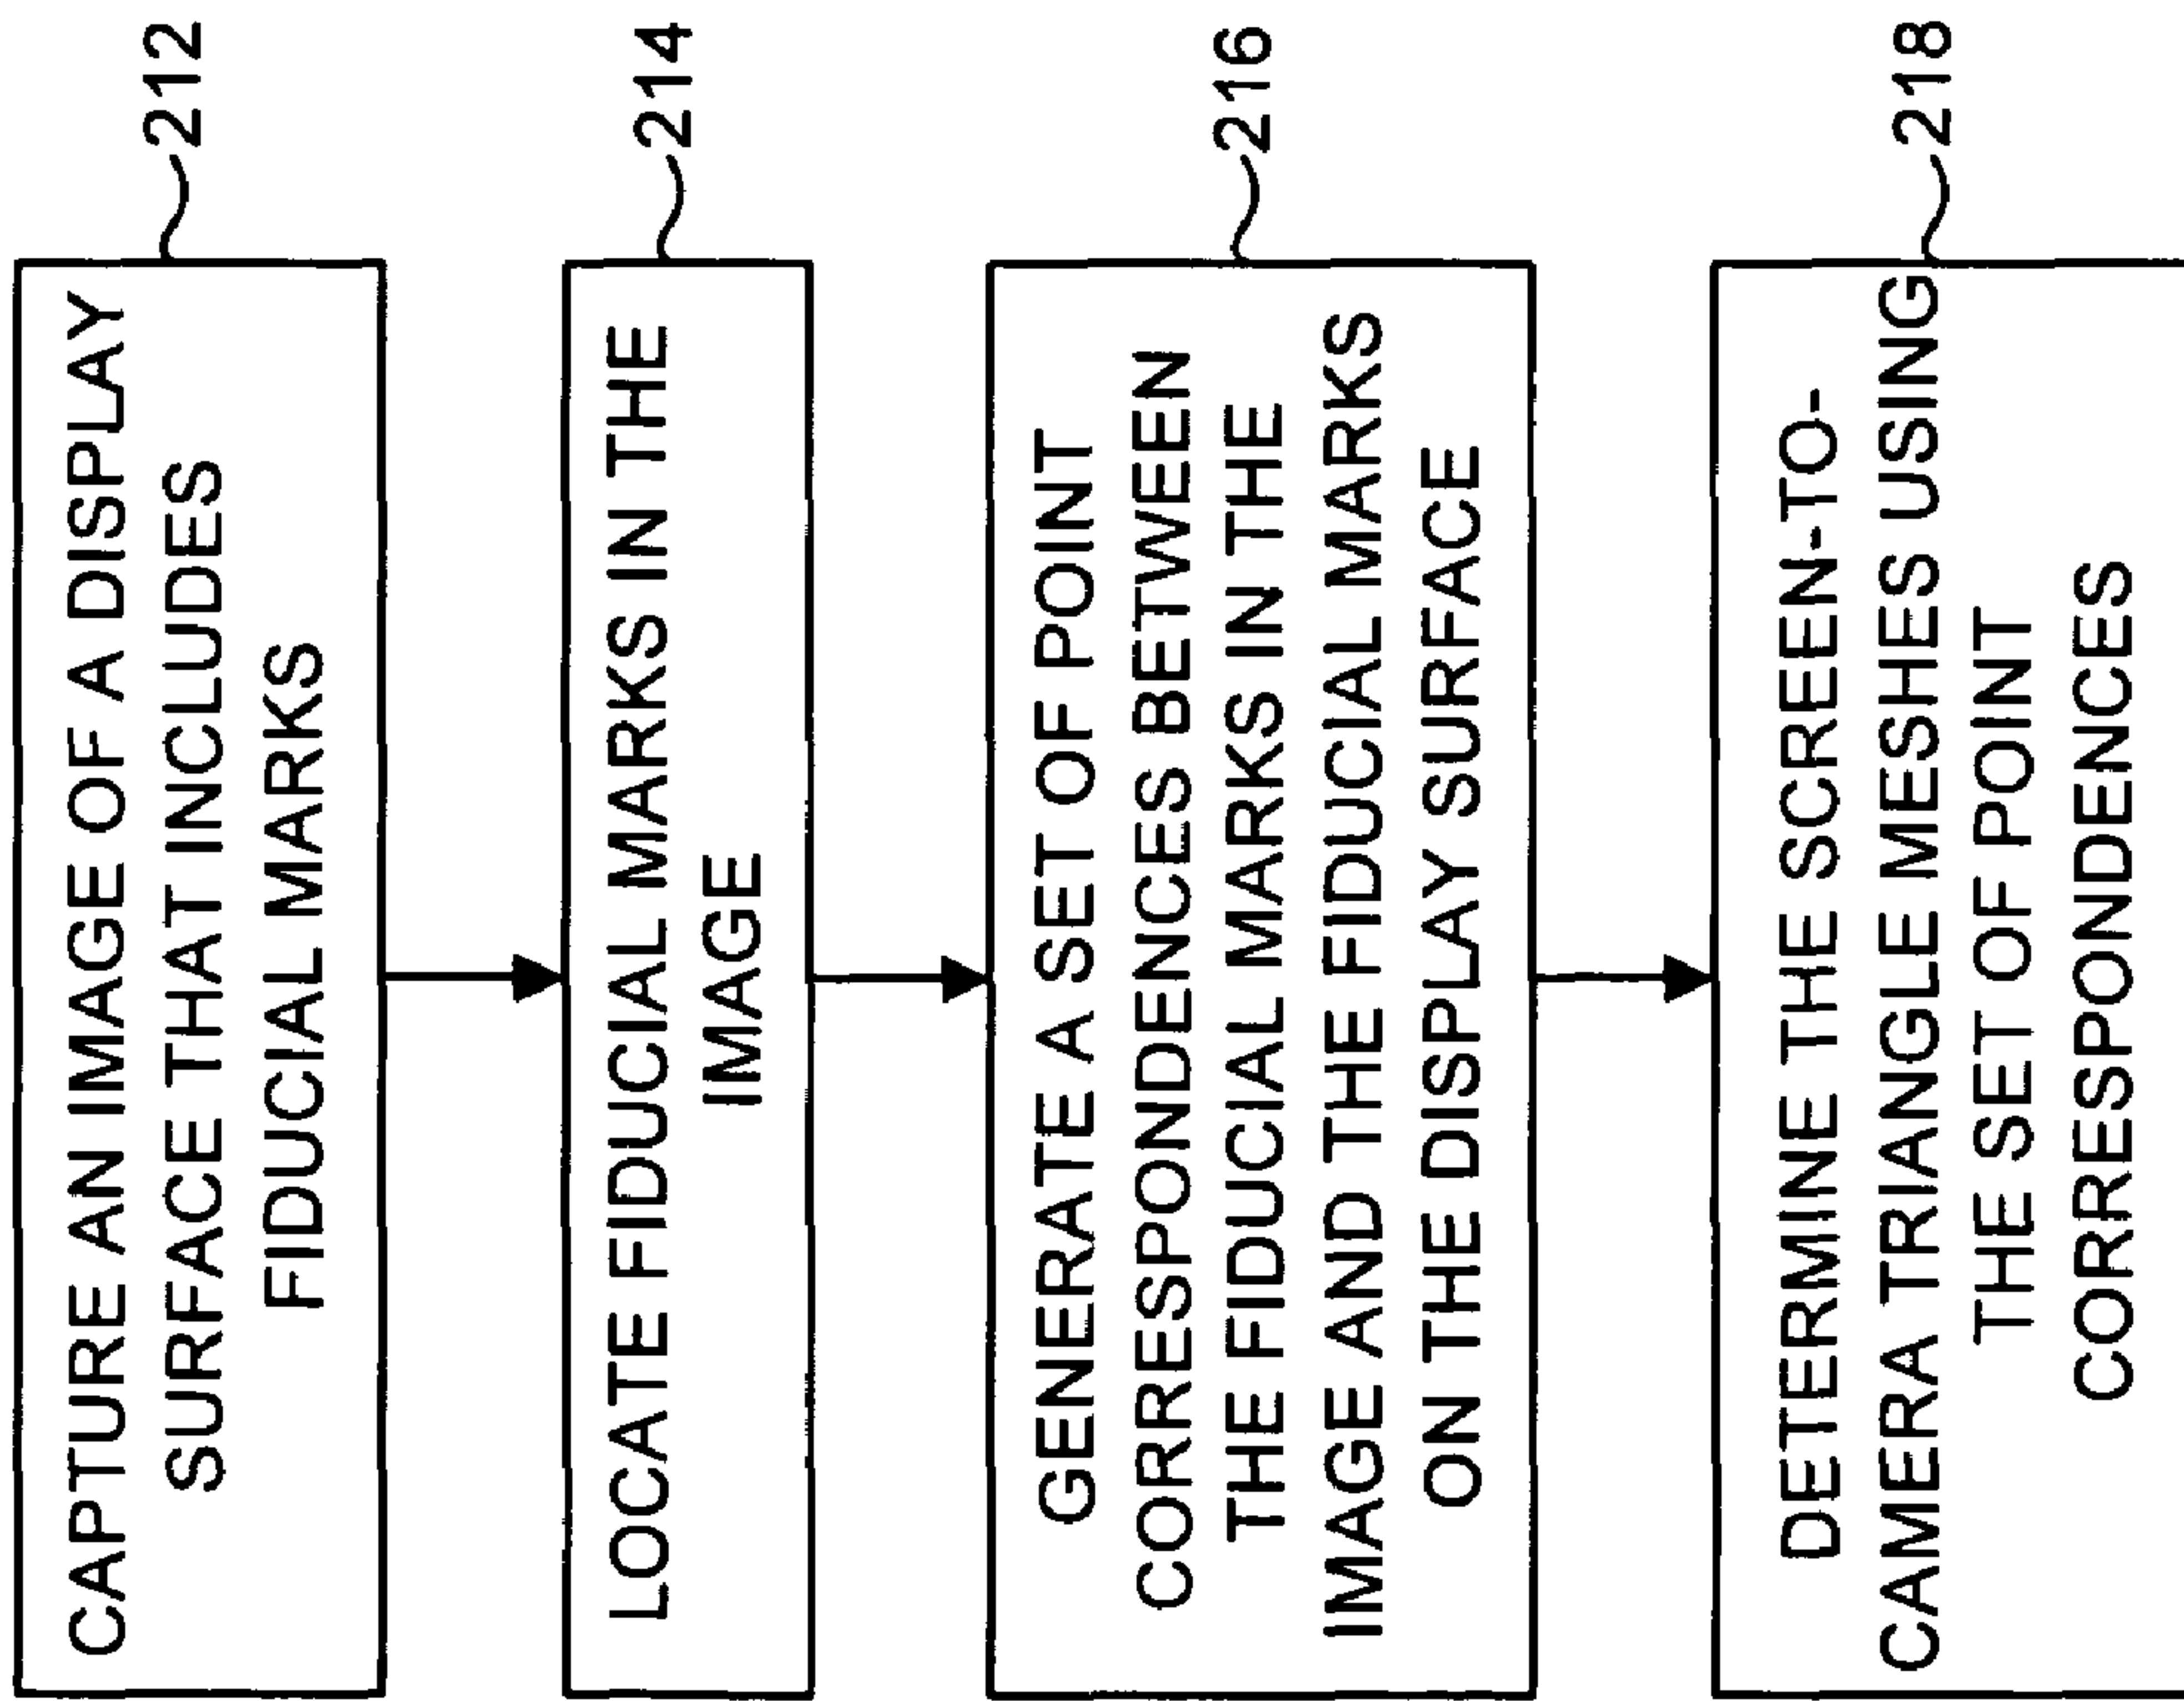 CAPTURE AN IMAGE OF A DISPLAY
SURFACE THAT INCLUDES
FIDUCIAL MARKS
212
LOCATE FIDUCIAL MARKS IN THE
IMAGE
214
GENERATE A SET OF POINT
CORRESPONDENCES BETWEEN
THE FIDUCIAL MARKS IN THE
IMAGE AND THE FIDUCIAL MARKS
ON THE DISPLAY SURFACE
216
DETERMINE THE SCREEN-TO-
CAMERA TRIANGLE MESHES USING
THE SET OF POINT
CORRESPONDENCES
218